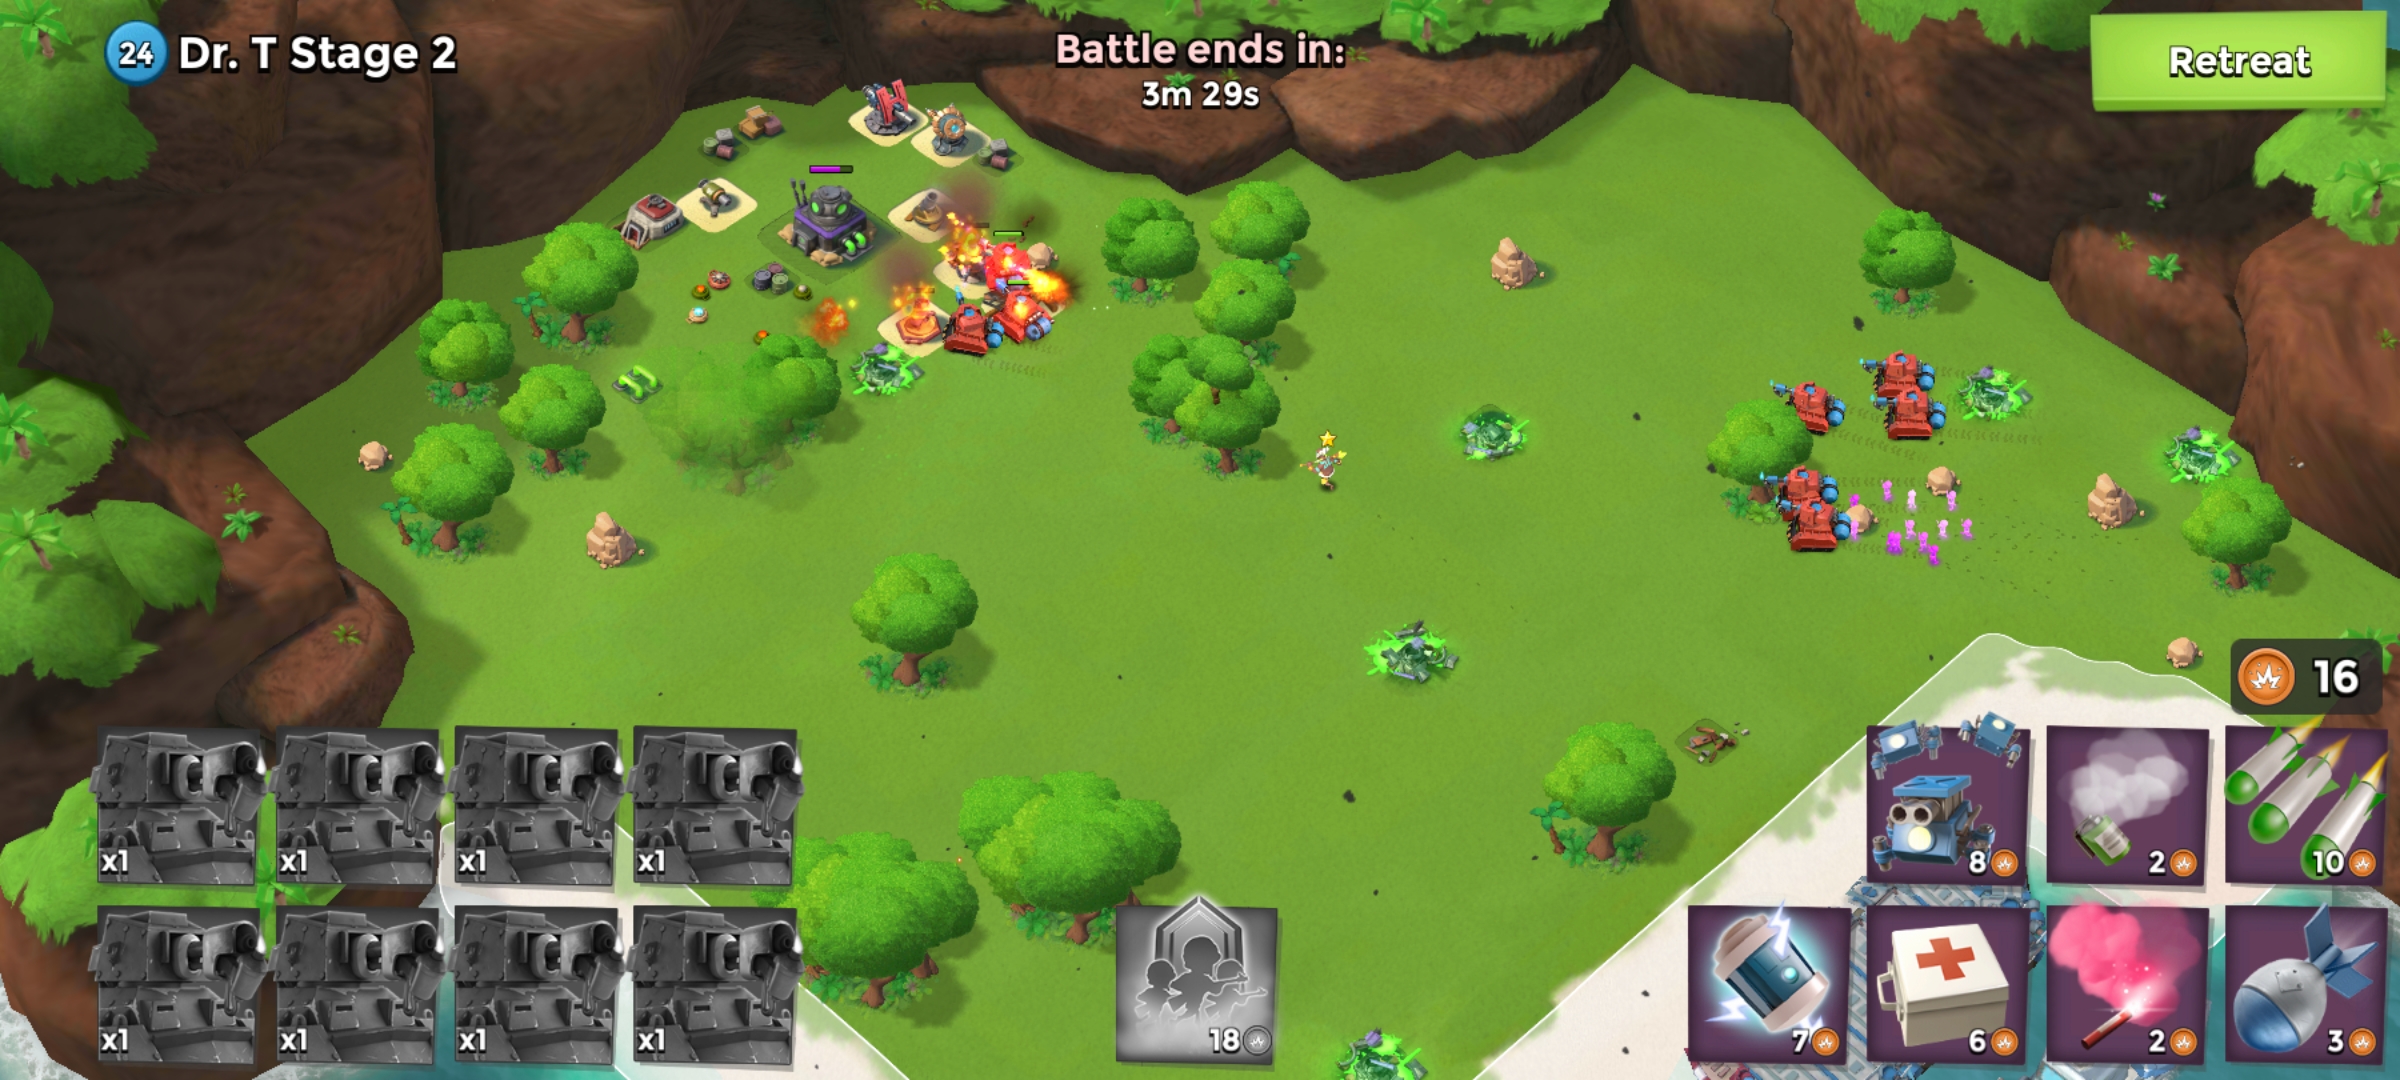 24 Dr. T Stage 2
Battle ends in:
3m 29s
Retreat
16
x1 x1 x1 x1
8 2 10
x1 x1 x1 x1
18
7 6 2 3